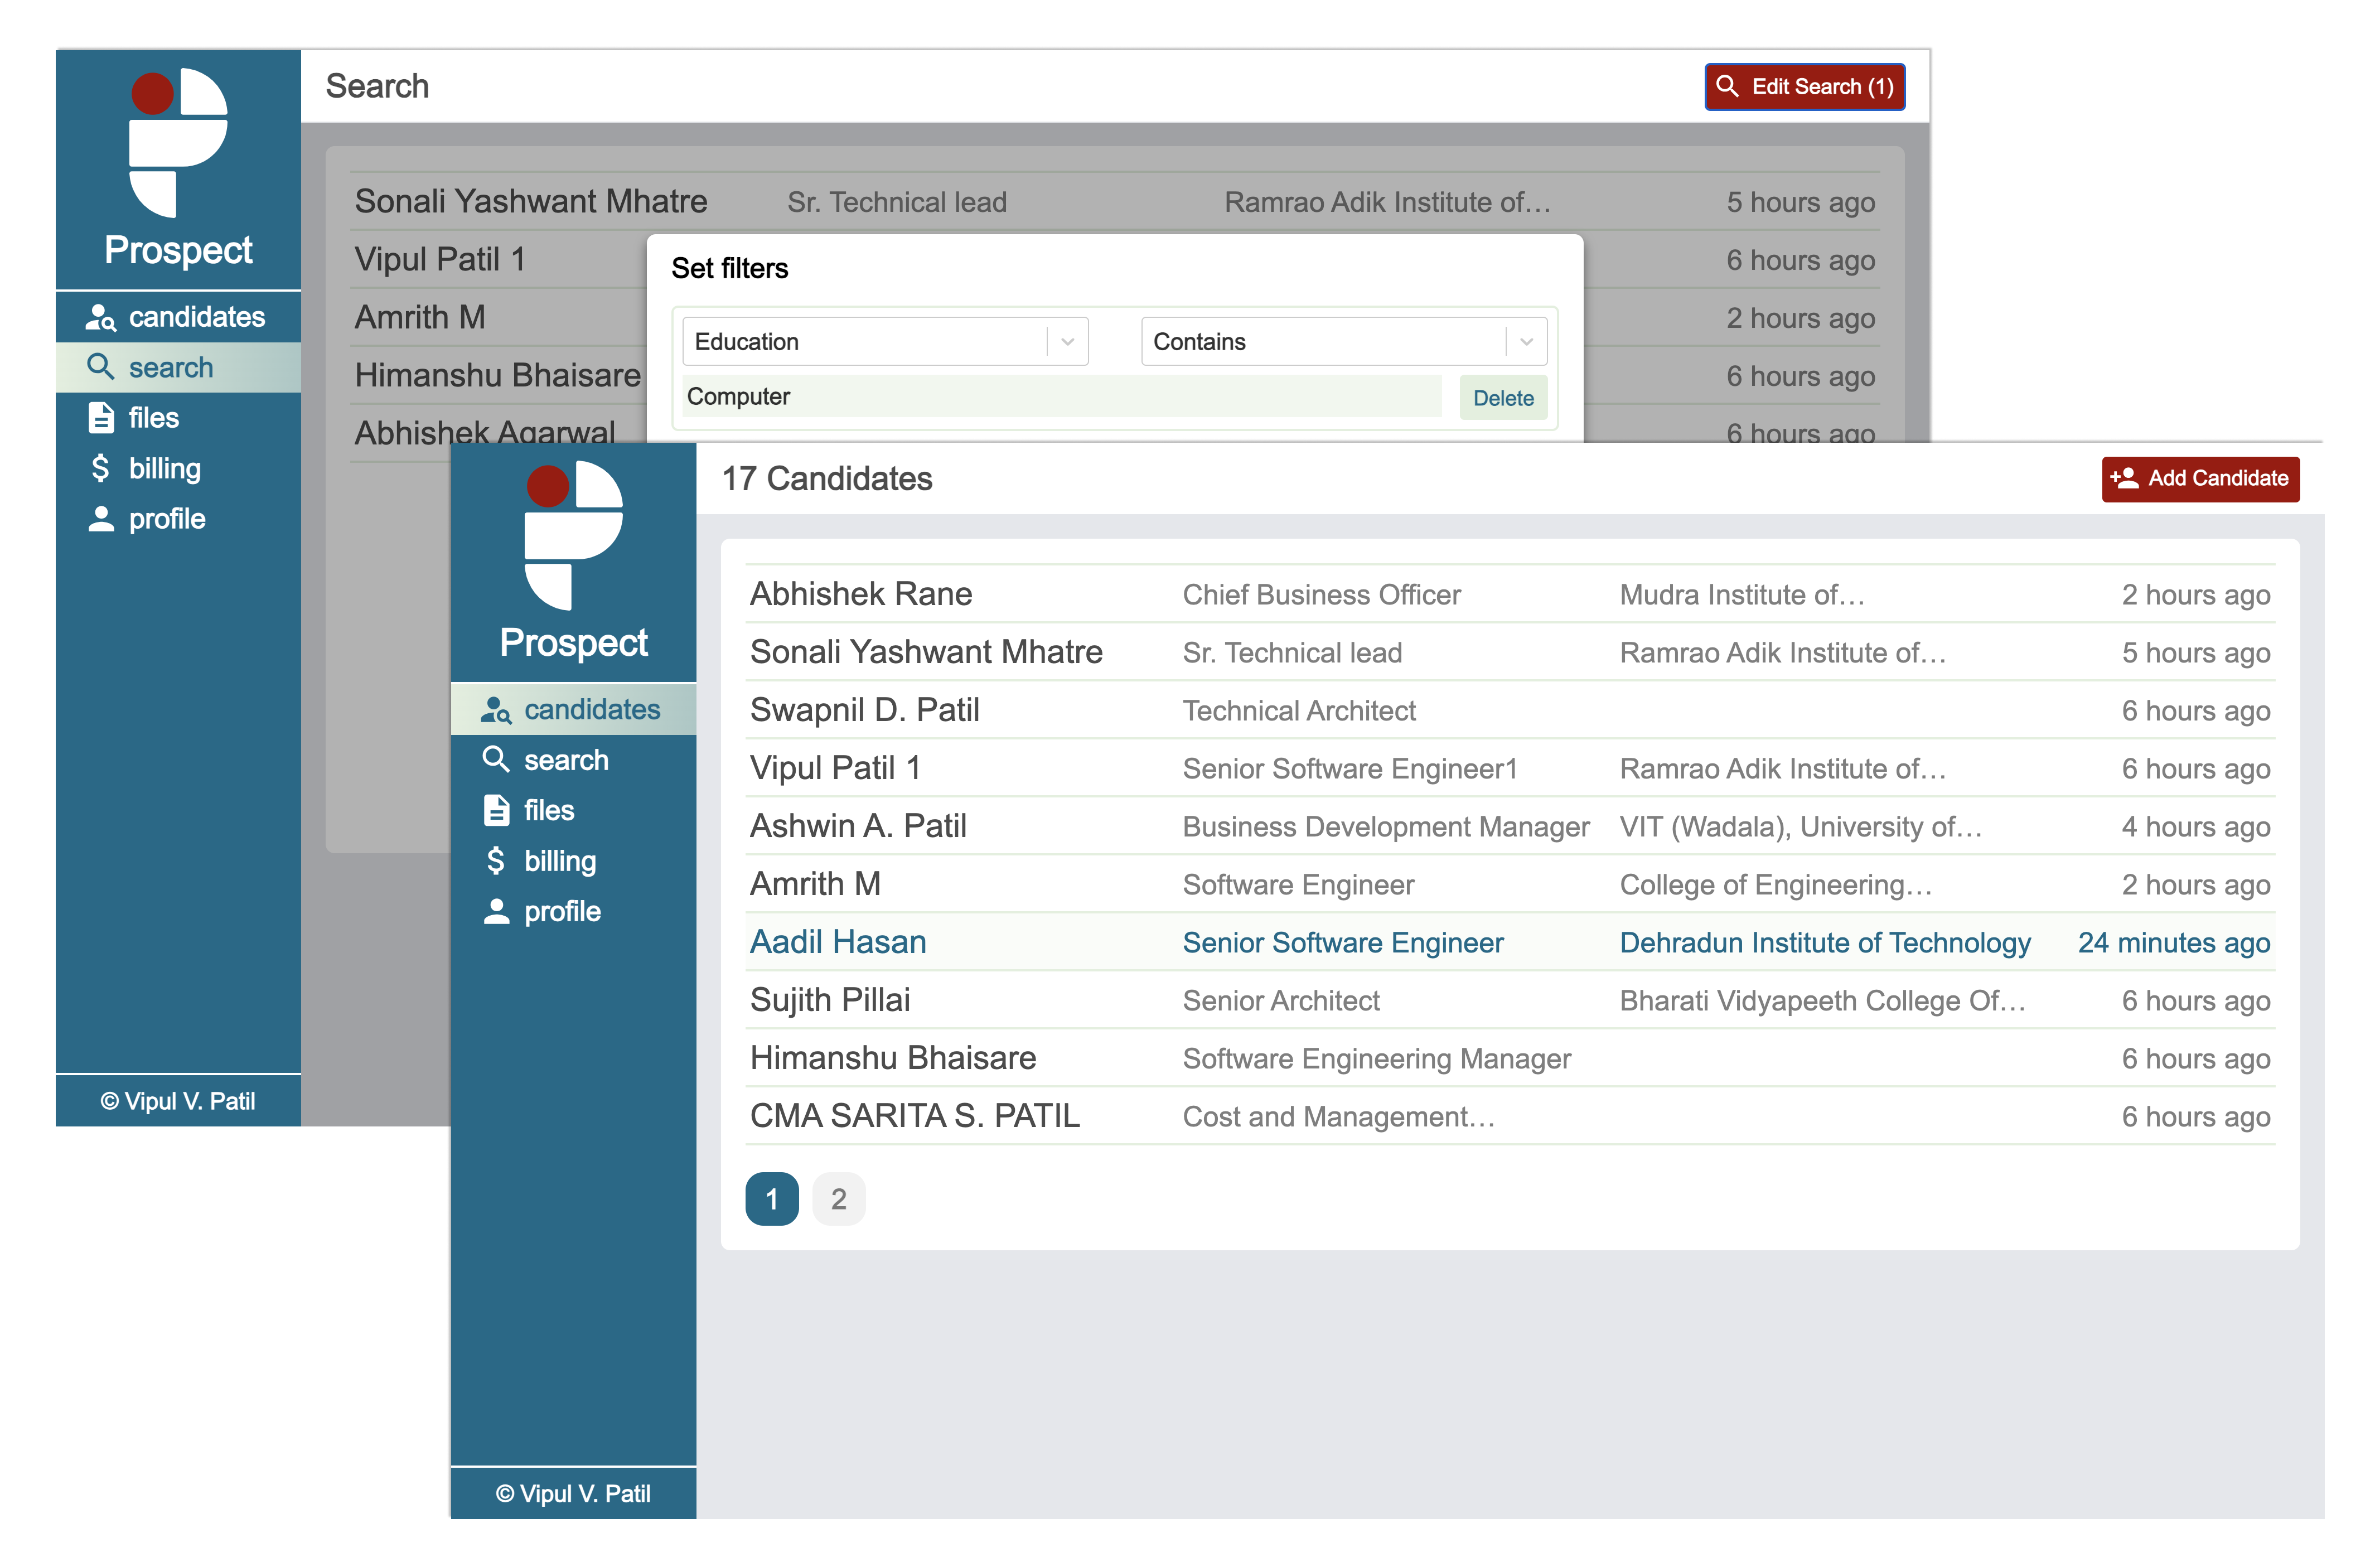 Prospect
candidates
search
files
billing
profile
© Vipul V. Patil
Search
Edit Search (1)
Sonali Yashwant Mhatre Sr. Technical lead Ramrao Adik Institute of... 5 hours ago
Vipul Patil 1 6 hours ago
Amrith M 2 hours ago
Himanshu Bhaisare 6 hours ago
Abhishek Agarwal 6 hours ago
Set filters
Education Contains
Computer Delete
Prospect
candidates
search
files
billing
profile
© Vipul V. Patil
17 Candidates
Add Candidate
Abhishek Rane Chief Business Officer Mudra Institute of... 2 hours ago
Sonali Yashwant Mhatre Sr. Technical lead Ramrao Adik Institute of... 5 hours ago
Swapnil D. Patil Technical Architect 6 hours ago
Vipul Patil 1 Senior Software Engineer1 Ramrao Adik Institute of... 6 hours ago
Ashwin A. Patil Business Development Manager VIT (Wadala), University of... 4 hours ago
Amrith M Software Engineer College of Engineering... 2 hours ago
Aadil Hasan Senior Software Engineer Dehradun Institute of Technology 24 minutes ago
Sujith Pillai Senior Architect Bharati Vidyapeeth College Of... 6 hours ago
Himanshu Bhaisare Software Engineering Manager 6 hours ago
CMA SARITA S. PATIL Cost and Management... 6 hours ago
1 2